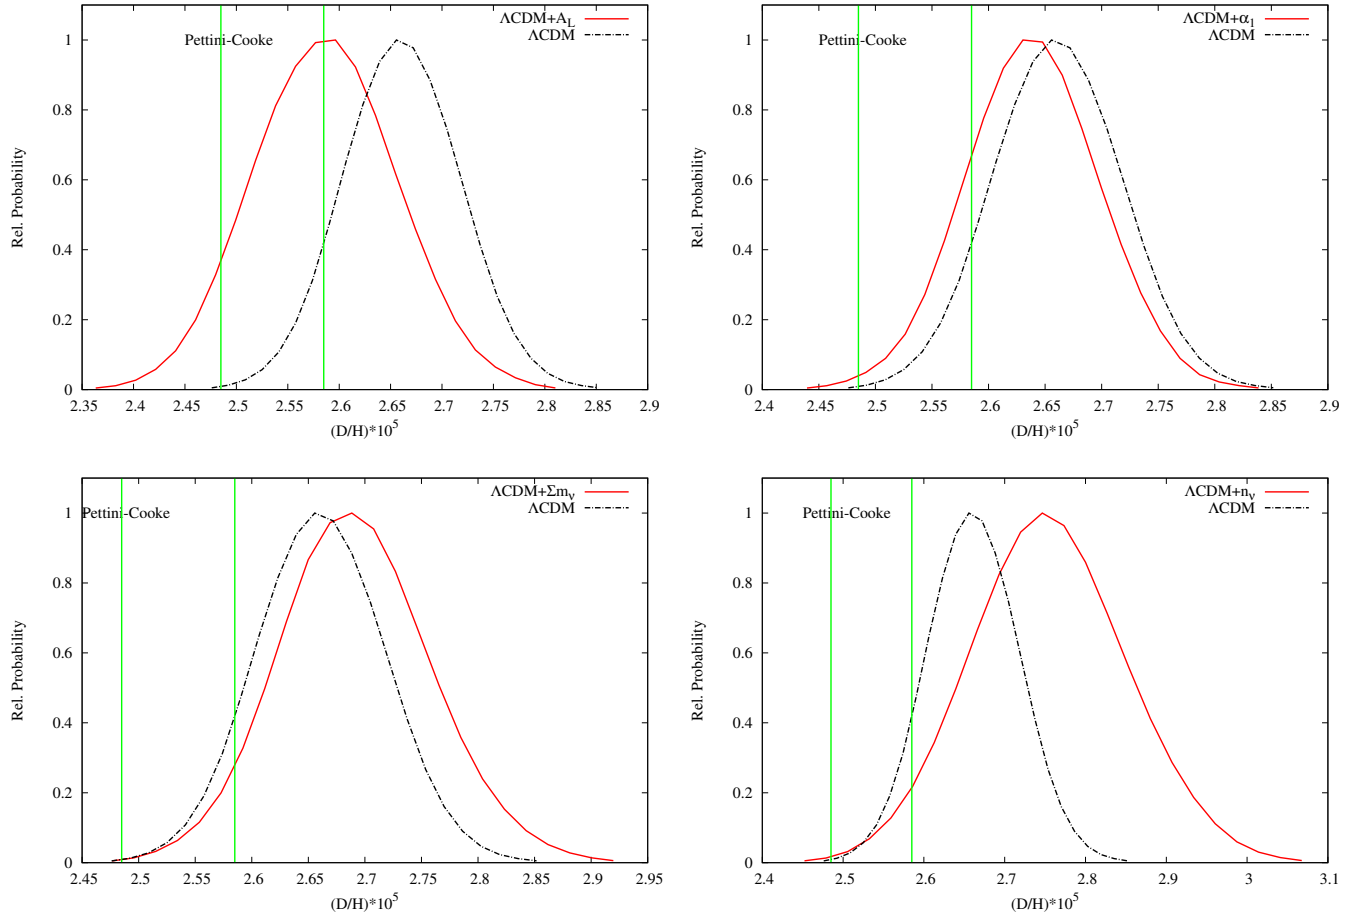 ΛCDM+A_L
Pettini-Cooke
ΛCDM
1
0.8
0.6
0.4
0.2
0
Rel. Probability
2.35 2.4 2.45 2.5 2.55 2.6 2.65 2.7 2.75 2.8 2.85 2.9
(D/H)*10^5
ΛCDM+α_1
Pettini-Cooke
ΛCDM
1
0.8
0.6
0.4
0.2
0
Rel. Probability
2.4 2.45 2.5 2.55 2.6 2.65 2.7 2.75 2.8 2.85 2.9
(D/H)*10^5
ΛCDM+Σm_ν
Pettini-Cooke
ΛCDM
1
0.8
0.6
0.4
0.2
0
Rel. Probability
2.45 2.5 2.55 2.6 2.65 2.7 2.75 2.8 2.85 2.9 2.95
(D/H)*10^5
ΛCDM+n_ν
Pettini-Cooke
ΛCDM
1
0.8
0.6
0.4
0.2
0
Rel. Probability
2.4 2.5 2.6 2.7 2.8 2.9 3 3.1
(D/H)*10^5